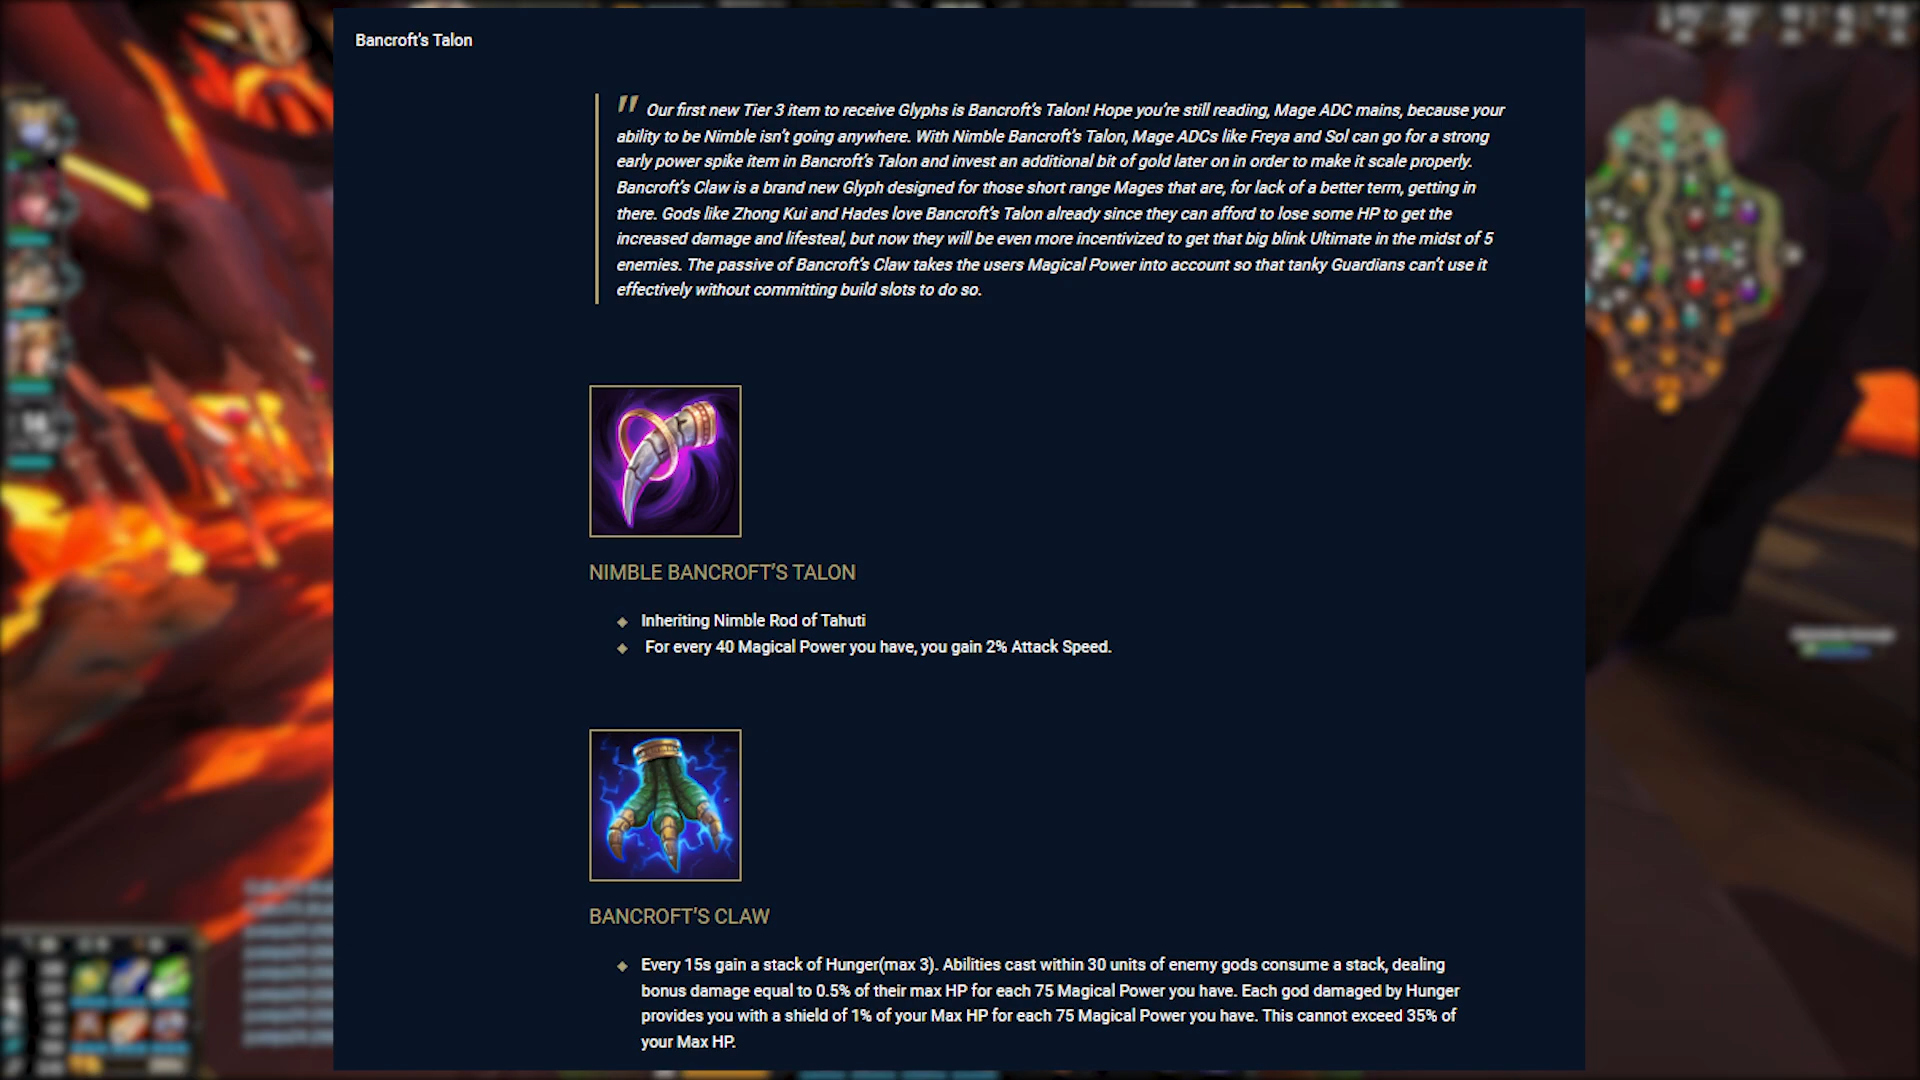 Bancroft's Talon
" Our first new Tier 3 item to receive Glyphs is Bancroft's Talon! Hope you're still reading, Mage ADC mains, because your
ability to be Nimble isn't going anywhere. With Nimble Bancroft's Talon, Mage ADCs like Freya and Sol can go for a strong
early power spike item in Bancroft's Talon and invest an additional bit of gold later on in order to make it scale properly.
Bancroft's Claw is a brand new Glyph designed for those short range Mages that are, for lack of a better term, getting in
there. Gods like Zhong Kui and Hades love Bancroft's Talon already since they can afford to lose some HP to get the
increased damage and lifesteal, but now they will be even more incentivized to get that big blink Ultimate in the midst of 5
enemies. The passive of Bancroft's Claw takes the users Magical Power into account so that tanky Guardians can't use it
effectively without committing build slots to do so.
NIMBLE BANCROFT'S TALON
Inheriting Nimble Rod of Tahuti
For every 40 Magical Power you have, you gain 2% Attack Speed.
BANCROFT'S CLAW
Every 15s gain a stack of Hunger(max 3). Abilities cast within 30 units of enemy gods consume a stack, dealing
bonus damage equal to 0.5% of their max HP for each 75 Magical Power you have. Each god damaged by Hunger
provides you with a shield of 1% of your Max HP for each 75 Magical Power you have. This cannot exceed 35% of
your Max HP.